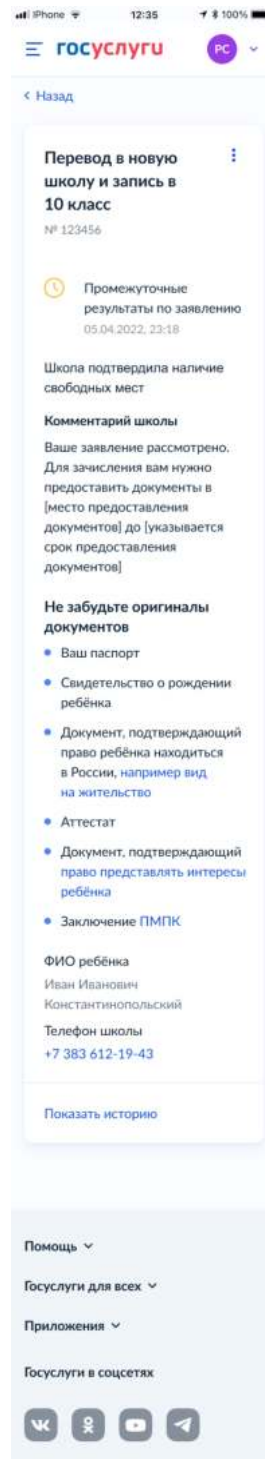 iPhone 12:35 100%
госуслуги РС
Назад
Перевод в новую
школу и запись в
10 класс
№ 123456
Промежуточные
результаты по заявлению
05.04.2022, 23:18
Школа подтвердила наличие
свободных мест
Комментарий школы
Ваше заявление рассмотрено.
Для зачисления вам нужно
предоставить документы в
[место предоставления
документов] до [указывается
срок предоставления
документов]
Не забудьте оригиналы
документов
Ваш паспорт
Свидетельство о рождении
ребёнка
Документ, подтверждающий
право ребёнка находиться
в России, например вид
на жительство
Аттестат
Документ, подтверждающий
право представлять интересы
ребёнка
Заключение ПМПК
ФИО ребёнка
Иван Иванович
Константинопольский
Телефон школы
+7 383 612-19-43
Показать историю
Помощь
Госуслуги для всех
Приложения
Госуслуги в соцсетях